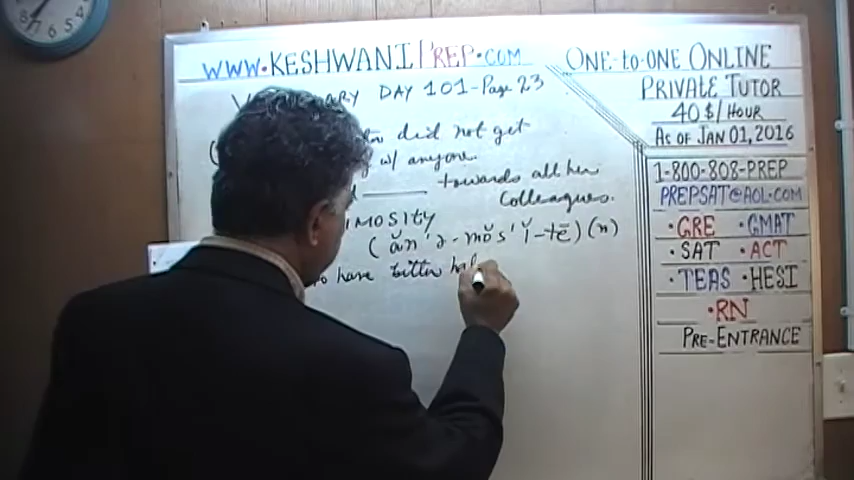 WWW.KESHWANIPREP.COM
ARY DAY 101-Page 23
did not get
w/ anyone.
towards all her
Colleagues.
IMOSITY
(ăn'ə-mŏs'ĭ-tē)(n)
to have bitter
ONE-to-ONE ONLINE
PRIVATE TUTOR
40$/HOUR
AS OF JAN 01,2016
1-800-808-PREP
PREPSAT@AOL.COM
•GRE •GMAT
•SAT •ACT
•TEAS •HESI
•RN
PRE-ENTRANCE